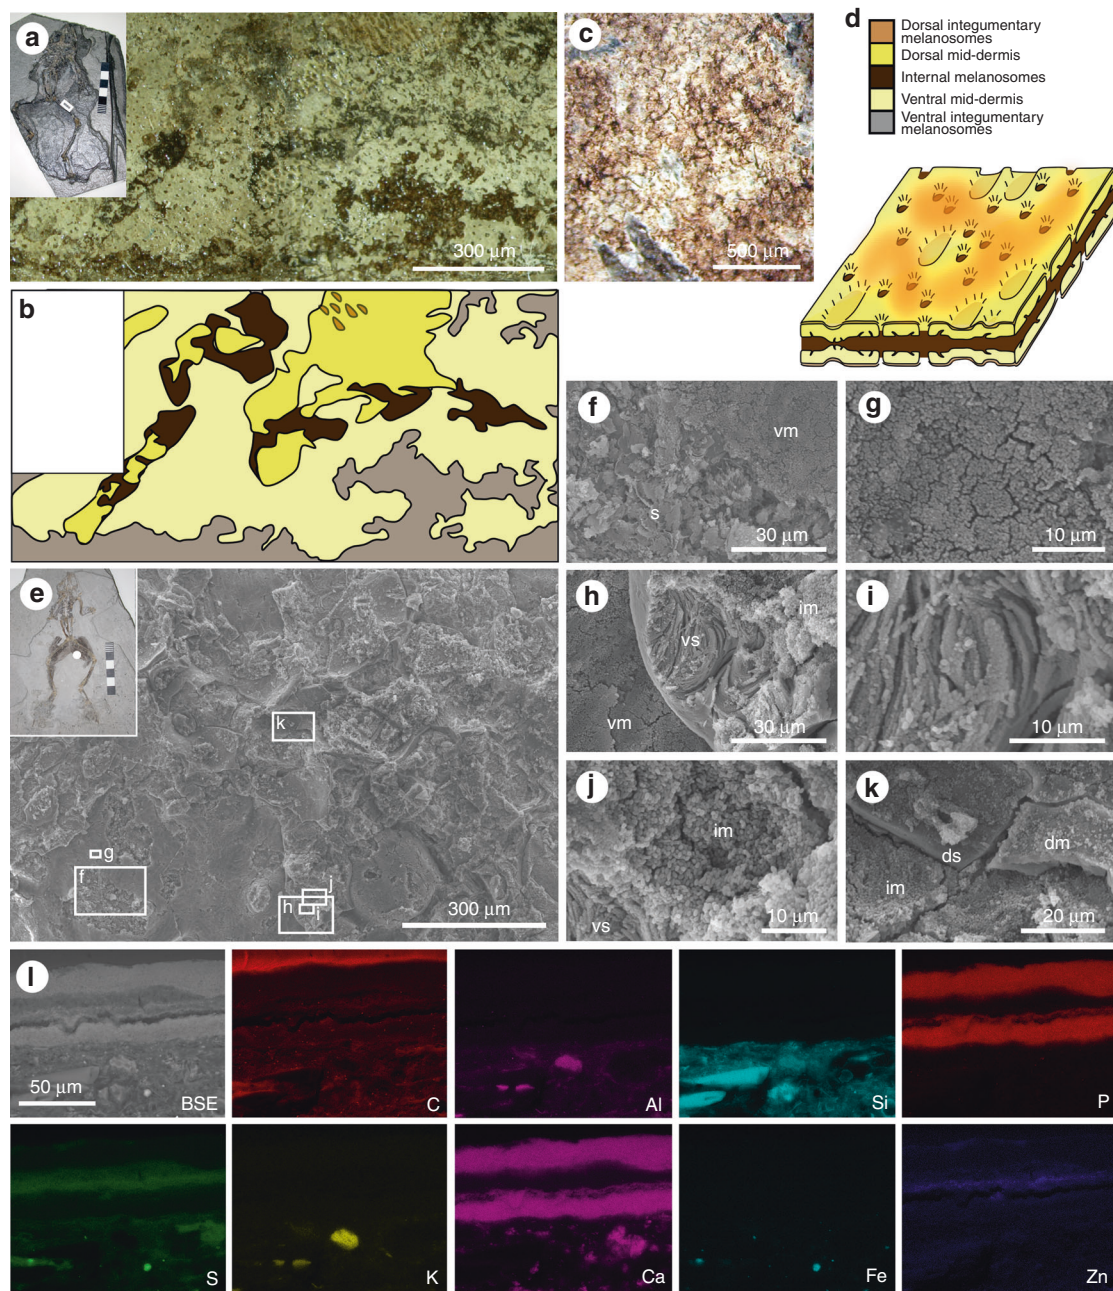 a
300 µm
c
500 µm
d
Dorsal integumentary
melanosomes
Dorsal mid-dermis
Internal melanosomes
Ventral mid-dermis
Ventral integumentary
melanosomes
b
f
vm
s
30 µm
g
10 µm
e
k
g
f
j
h
i
300 µm
h
im
vs
vm
30 µm
i
10 µm
j
im
vs
10 µm
k
ds
dm
im
20 µm
l
50 µm
BSE
C
Al
Si
P
S
K
Ca
Fe
Zn